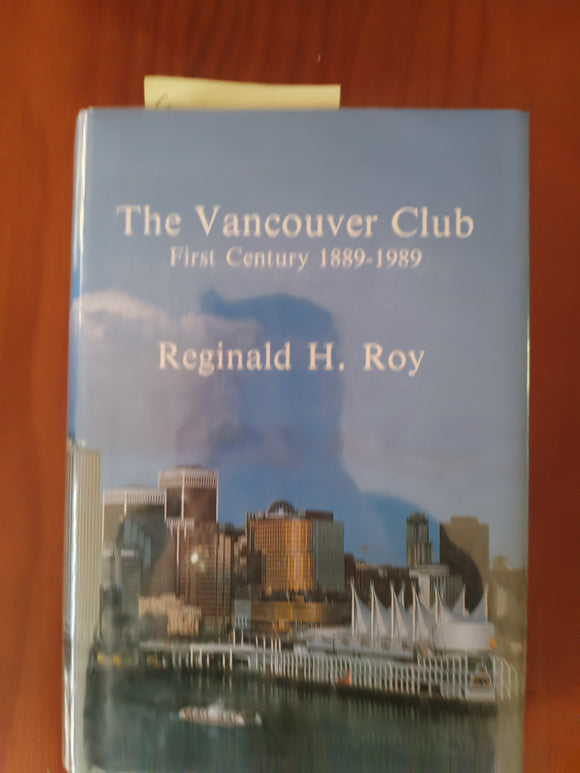 The Vancouver Club
First Century 1889-1989
Reginald H. Roy